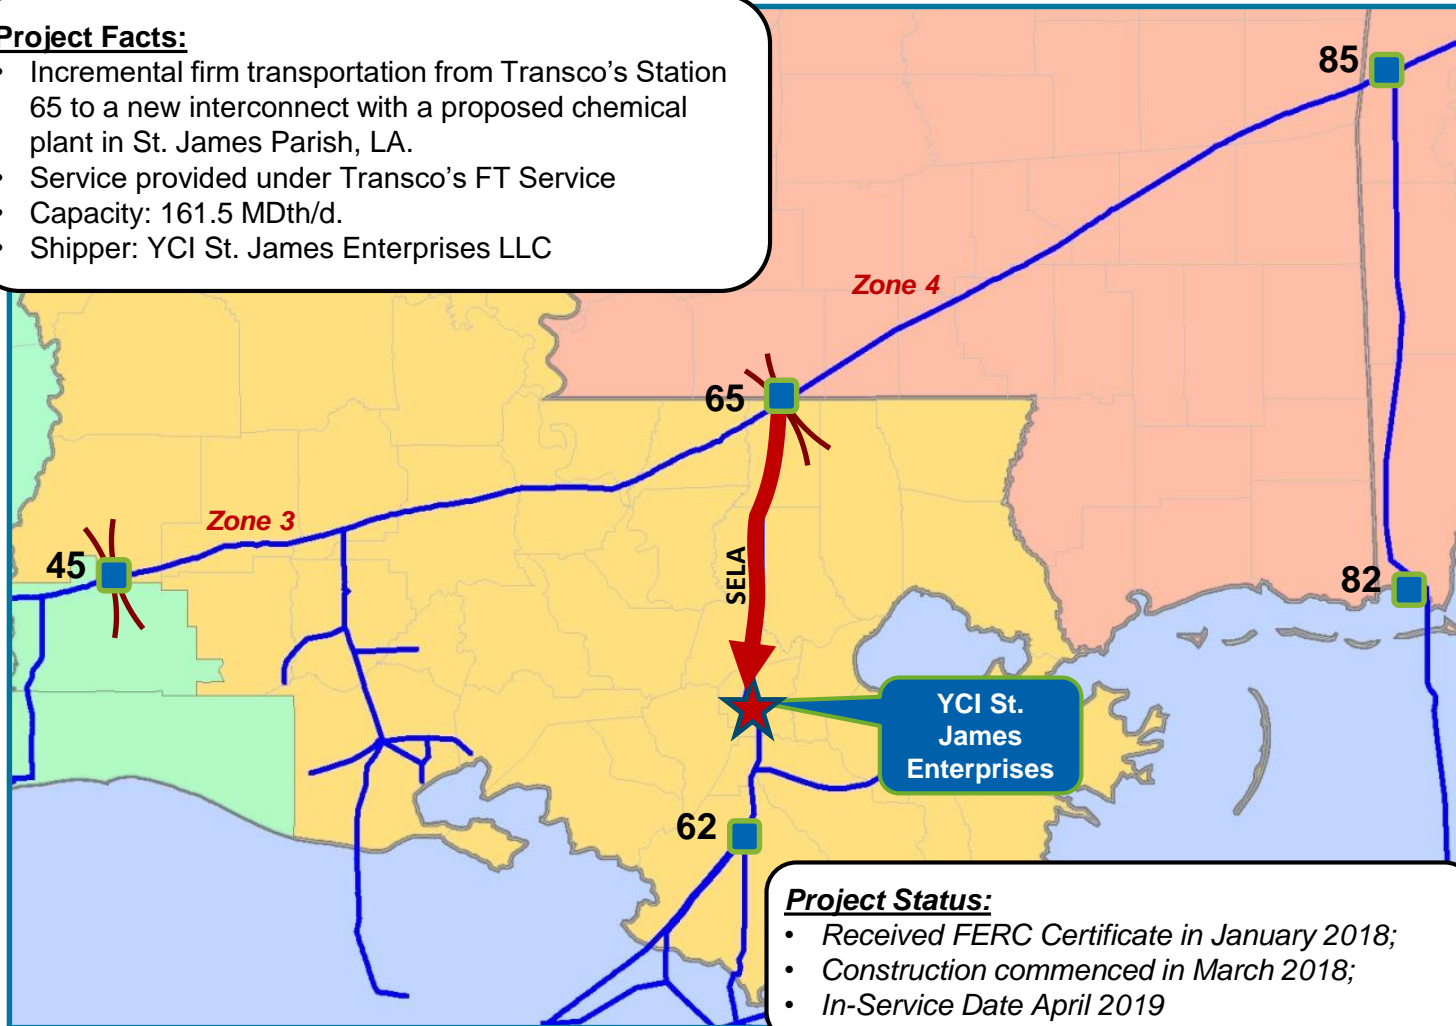 Project Facts:
• Incremental firm transportation from Transco's Station
65 to a new interconnect with a proposed chemical
plant in St. James Parish, LA.
• Service provided under Transco's FT Service
• Capacity: 161.5 MDth/d.
• Shipper: YCI St. James Enterprises LLC
85
Zone 4
65
Zone 3
45
SELA
82
YCI St.
James
Enterprises
62
Project Status:
• Received FERC Certificate in January 2018;
• Construction commenced in March 2018;
• In-Service Date April 2019